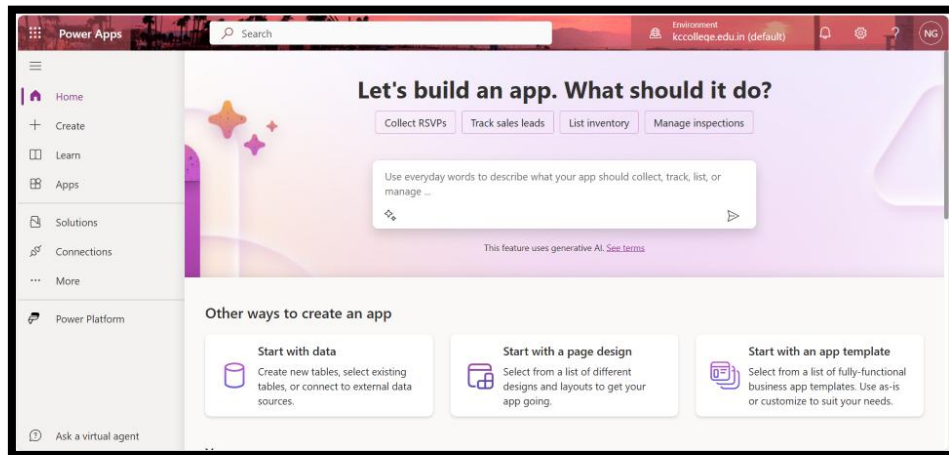 Power Apps
Search
Environment
kccollege.edu.in (default)
?
NG
Home
Create
Learn
Apps
Solutions
Connections
More
Power Platform
Ask a virtual agent
Let's build an app. What should it do?
Collect RSVPs
Track sales leads
List inventory
Manage inspections
Use everyday words to describe what your app should collect, track, list, or
manage ...
This feature uses generative AI. See terms
Other ways to create an app
Start with data
Create new tables, select existing
tables, or connect to external data
sources.
Start with a page design
Select from a list of different
designs and layouts to get your
app going.
Start with an app template
Select from a list of fully-functional
business app templates. Use as-is
or customize to suit your needs.